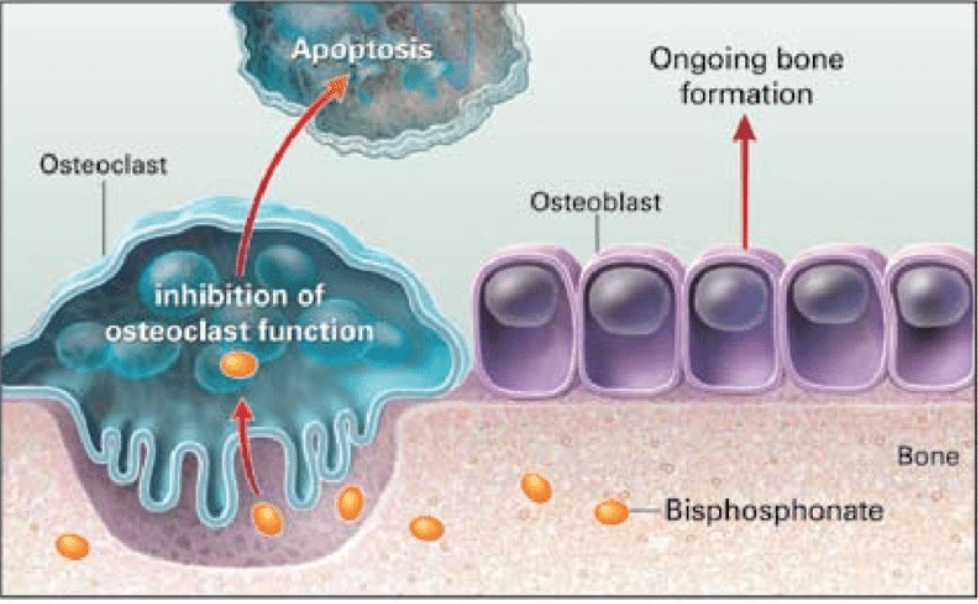 Apoptosis
Ongoing bone
formation
Osteoclast
Osteoblast
inhibition of
osteoclast function
Bone
Bisphosphonate